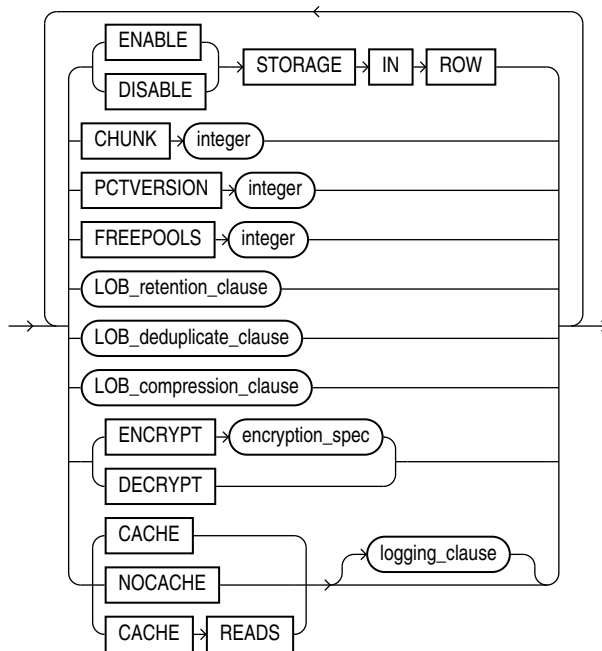 ENABLE
DISABLE
STORAGE IN ROW
CHUNK integer
PCTVERSION integer
FREEPOOLS integer
LOB_retention_clause
LOB_deduplicate_clause
LOB_compression_clause
ENCRYPT encryption_spec
DECRYPT
CACHE
NOCACHE
CACHE READS
logging_clause